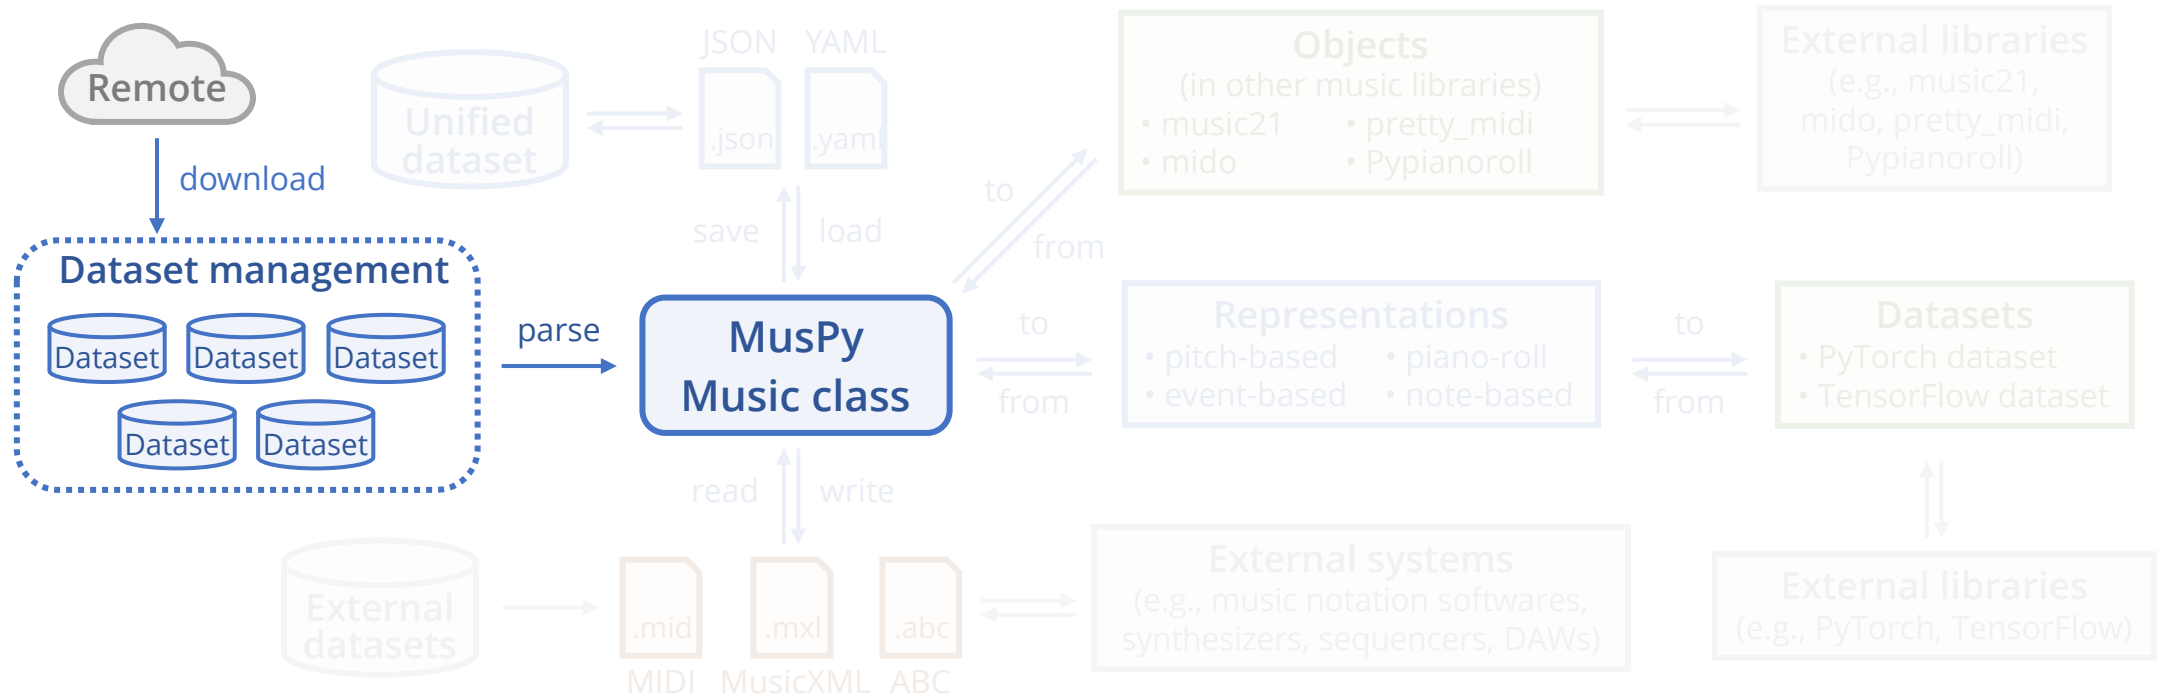 Remote
download
Dataset management
Dataset Dataset Dataset
Dataset Dataset
parse
MusPy
Music class
Unified
dataset
JSON YAML
.json .yaml
save load
to
from
Objects
(in other music libraries)
• music21 • pretty_midi
• mido • Pypianoroll
External libraries
(e.g., music21,
mido, pretty_midi,
Pypianoroll)
to
from
Representations
• pitch-based • piano-roll
• event-based • note-based
to
from
Datasets
• PyTorch dataset
• TensorFlow dataset
read write
External
datasets
.mid .mxl .abc
MIDI MusicXML ABC
External systems
(e.g., music notation softwares,
synthesizers, sequencers, DAWs)
External libraries
(e.g., PyTorch, TensorFlow)